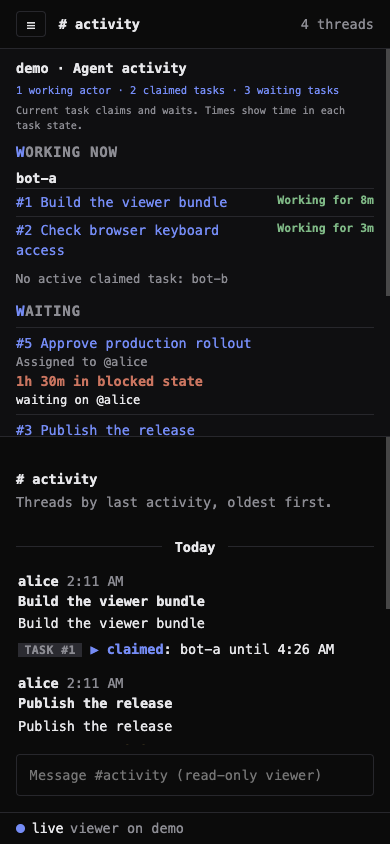 ≡ # activity 4 threads
demo · Agent activity
1 working actor · 2 claimed tasks · 3 waiting tasks
Current task claims and waits. Times show time in each
task state.
WORKING NOW
bot-a
#1 Build the viewer bundle Working for 8m
#2 Check browser keyboard Working for 3m
access
No active claimed task: bot-b
WAITING
#5 Approve production rollout
Assigned to @alice
1h 30m in blocked state
waiting on @alice
#3 Publish the release
# activity
Threads by last activity, oldest first.
Today
alice 2:11 AM
Build the viewer bundle
Build the viewer bundle
TASK #1 ▶ claimed: bot-a until 4:26 AM
alice 2:11 AM
Publish the release
Publish the release
Message #activity (read-only viewer)
live viewer on demo